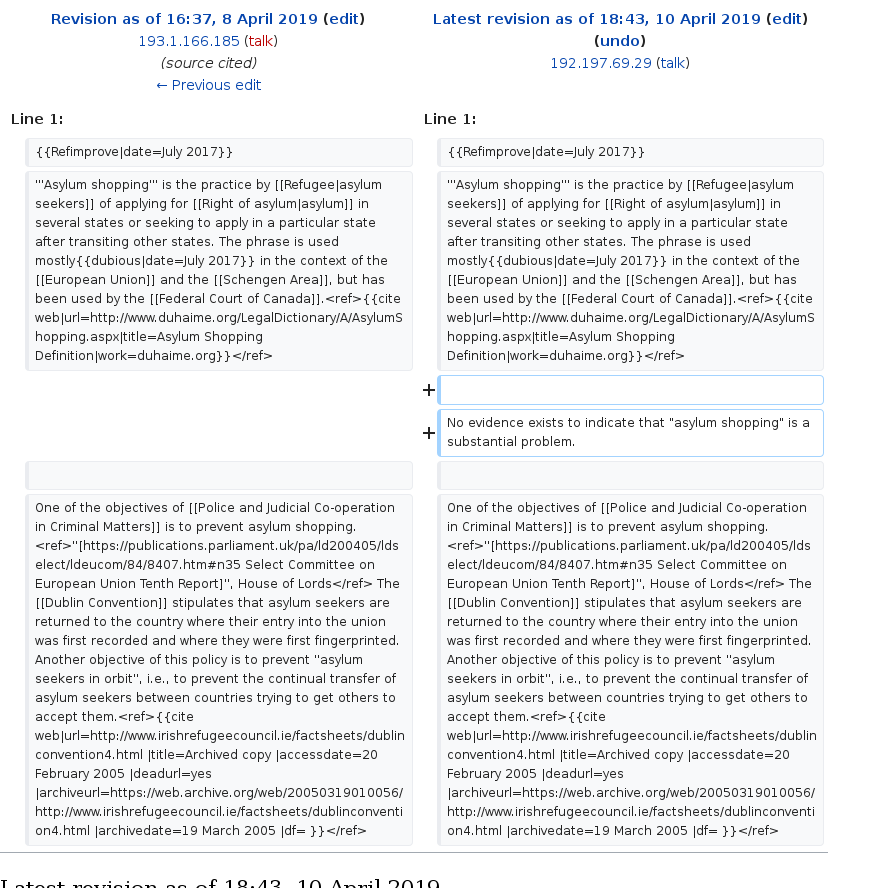 Revision as of 16:37, 8 April 2019 (edit)
193.1.166.185 (talk)
(source cited)
← Previous edit
Latest revision as of 18:43, 10 April 2019 (edit)
(undo)
192.197.69.29 (talk)
Line 1:
Line 1:
{{Refimprove|date=July 2017}}
{{Refimprove|date=July 2017}}
'''Asylum shopping''' is the practice by [[Refugee|asylum
seekers]] of applying for [[Right of asylum|asylum]] in
several states or seeking to apply in a particular state
after transiting other states. The phrase is used
mostly{{dubious|date=July 2017}} in the context of the
[[European Union]] and the [[Schengen Area]], but has
been used by the [[Federal Court of Canada]].<ref>{{cite
web|url=http://www.duhaime.org/LegalDictionary/A/AsylumS
hopping.aspx|title=Asylum Shopping
Definition|work=duhaime.org}}</ref>
'''Asylum shopping''' is the practice by [[Refugee|asylum
seekers]] of applying for [[Right of asylum|asylum]] in
several states or seeking to apply in a particular state
after transiting other states. The phrase is used
mostly{{dubious|date=July 2017}} in the context of the
[[European Union]] and the [[Schengen Area]], but has
been used by the [[Federal Court of Canada]].<ref>{{cite
web|url=http://www.duhaime.org/LegalDictionary/A/AsylumS
hopping.aspx|title=Asylum Shopping
Definition|work=duhaime.org}}</ref>
+
+
No evidence exists to indicate that "asylum shopping" is a
substantial problem.
One of the objectives of [[Police and Judicial Co-operation
in Criminal Matters]] is to prevent asylum shopping.
<ref>''[https://publications.parliament.uk/pa/ld200405/lds
elect/ldeucom/84/8407.htm#n35 Select Committee on
European Union Tenth Report]'', House of Lords</ref> The
[[Dublin Convention]] stipulates that asylum seekers are
returned to the country where their entry into the union
was first recorded and where they were first fingerprinted.
Another objective of this policy is to prevent ''asylum
seekers in orbit'', i.e., to prevent the continual transfer of
asylum seekers between countries trying to get others to
accept them.<ref>{{cite
web|url=http://www.irishrefugeecouncil.ie/factsheets/dublin
convention4.html |title=Archived copy |accessdate=20
February 2005 |deadurl=yes
|archiveurl=https://web.archive.org/web/20050319010056/
http://www.irishrefugeecouncil.ie/factsheets/dublinconventi
on4.html |archivedate=19 March 2005 |df= }}</ref>
One of the objectives of [[Police and Judicial Co-operation
in Criminal Matters]] is to prevent asylum shopping.
<ref>''[https://publications.parliament.uk/pa/ld200405/lds
elect/ldeucom/84/8407.htm#n35 Select Committee on
European Union Tenth Report]'', House of Lords</ref> The
[[Dublin Convention]] stipulates that asylum seekers are
returned to the country where their entry into the union
was first recorded and where they were first fingerprinted.
Another objective of this policy is to prevent ''asylum
seekers in orbit'', i.e., to prevent the continual transfer of
asylum seekers between countries trying to get others to
accept them.<ref>{{cite
web|url=http://www.irishrefugeecouncil.ie/factsheets/dublin
convention4.html |title=Archived copy |accessdate=20
February 2005 |deadurl=yes
|archiveurl=https://web.archive.org/web/20050319010056/
http://www.irishrefugeecouncil.ie/factsheets/dublinconventi
on4.html |archivedate=19 March 2005 |df= }}</ref>
Latest revision as of 18:43, 10 April 2019